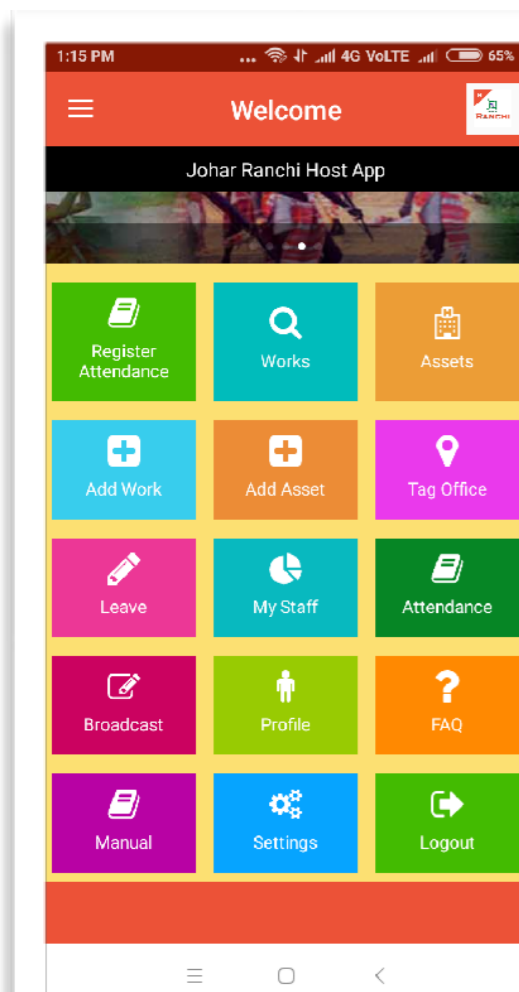 1:15 PM ... 4G VoLTE 65%
Welcome
H
RANCHI
Johar Ranchi Host App
Register
Attendance
Works
Assets
Add Work
Add Asset
Tag Office
Leave
My Staff
Attendance
Broadcast
Profile
FAQ
Manual
Settings
Logout